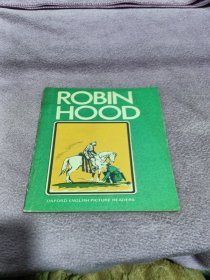 ROBIN
HOOD
OXFORD ENGLISH PICTURE READERS